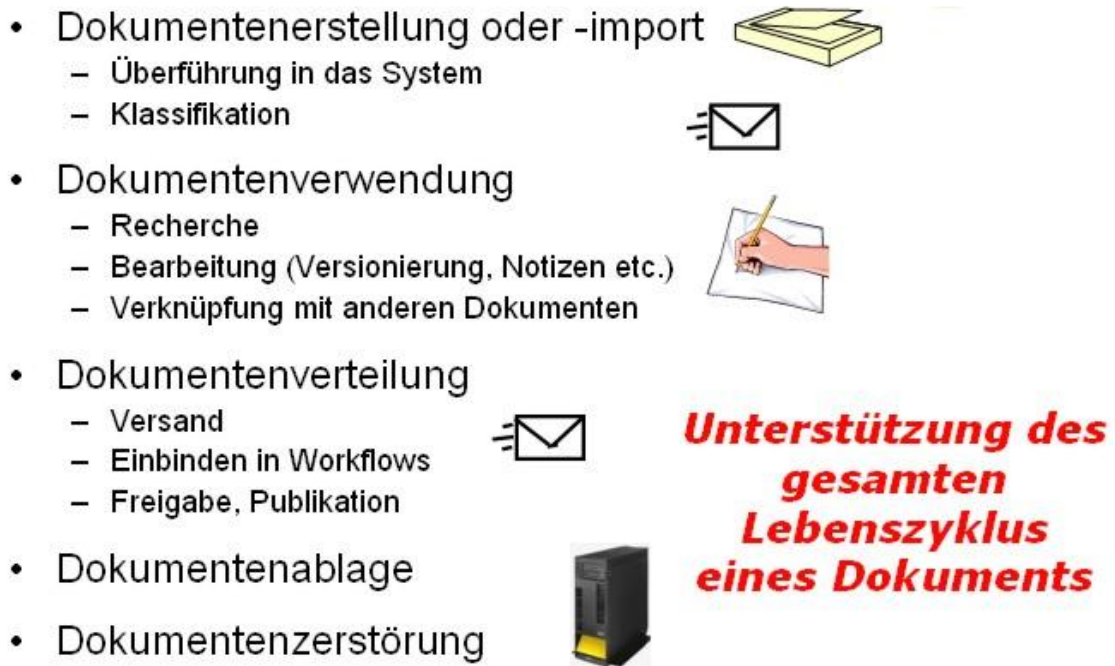 • Dokumentenerstellung oder -import
– Überführung in das System
– Klassifikation
• Dokumentenverwendung
– Recherche
– Bearbeitung (Versionierung, Notizen etc.)
– Verknüpfung mit anderen Dokumenten
• Dokumentenverteilung
– Versand
– Einbinden in Workflows
– Freigabe, Publikation
Unterstützung des
gesamten
Lebenszyklus
eines Dokuments
• Dokumentenablage
• Dokumentenzerstörung